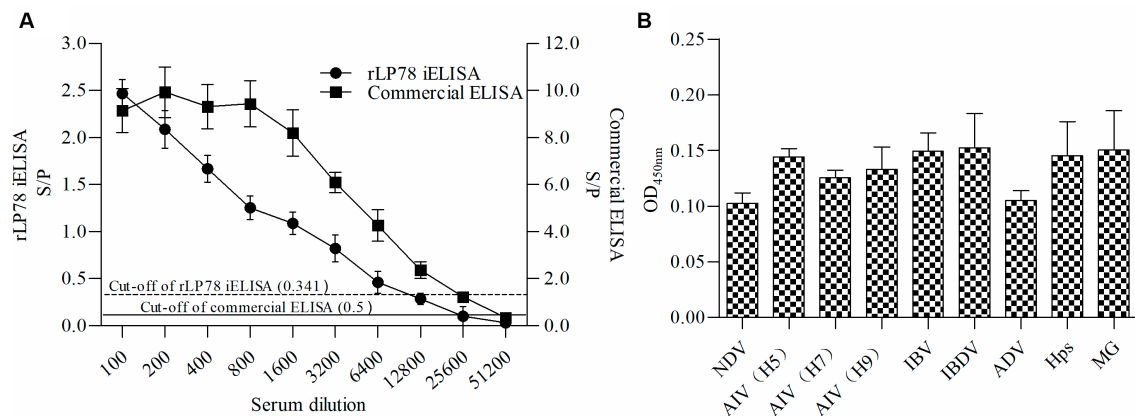 A
3.0
2.5
2.0
1.5
1.0
0.5
0.0
rLP78 iELISA
S/P
12.0
10.0
8.0
6.0
4.0
2.0
0.0
S/P
Commercial ELISA
rLP78 iELISA
Commercial ELISA
Cut-off of rLP78 iELISA (0.341)
Cut-off of commercial ELISA (0.5)
100
200
400
800
1600
3200
6400
12800
25600
51200
Serum dilution
B
0.25
0.20
0.15
0.10
0.05
0.00
OD450nm
NDV
AIV（H5）
AIV（H7）
AIV（H9）
IBV
IBDV
ADV
Hps
MG